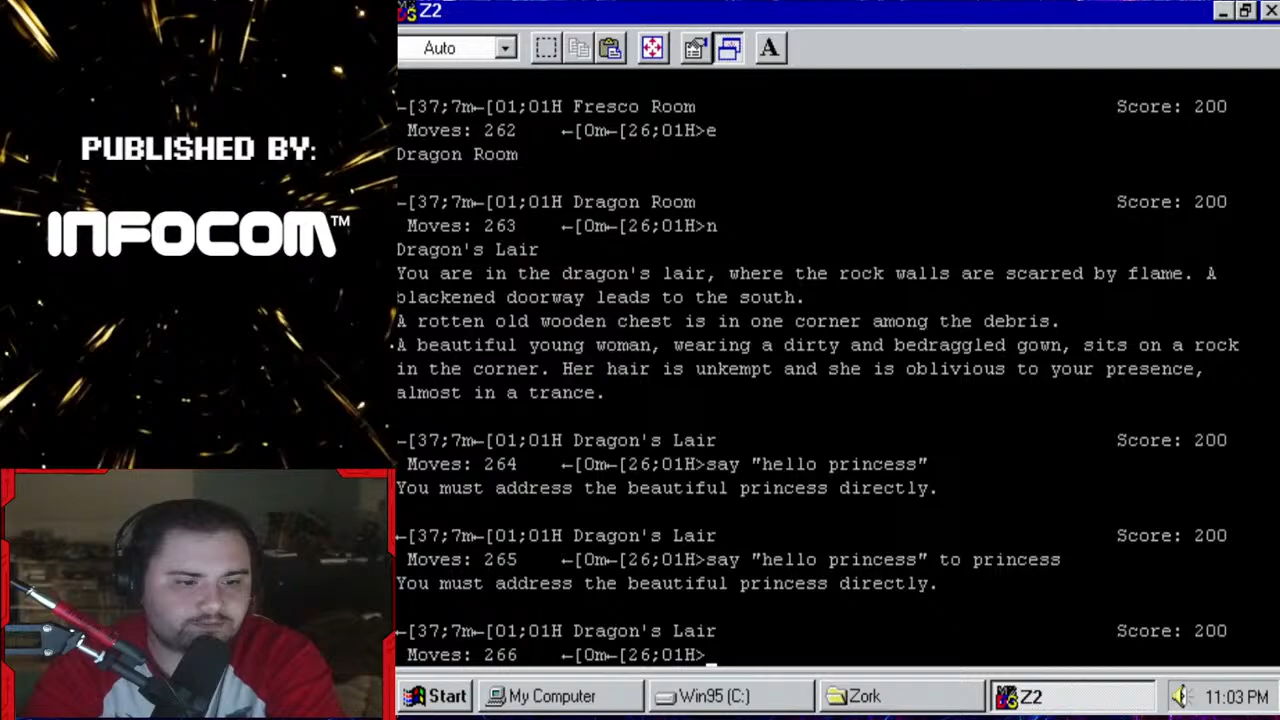 PUBLISHED BY:
INFOCOM™
Z2
Auto
A
←[37;7m←[01;01H Fresco Room Score: 200
Moves: 262 ←[0m←[26;01H>e
Dragon Room
←[37;7m←[01;01H Dragon Room Score: 200
Moves: 263 ←[0m←[26;01H>n
Dragon's Lair
You are in the dragon's lair, where the rock walls are scarred by flame. A
blackened doorway leads to the south.
A rotten old wooden chest is in one corner among the debris.
A beautiful young woman, wearing a dirty and bedraggled gown, sits on a rock
in the corner. Her hair is unkempt and she is oblivious to your presence,
almost in a trance.
←[37;7m←[01;01H Dragon's Lair Score: 200
Moves: 264 ←[0m←[26;01H>say "hello princess"
You must address the beautiful princess directly.
←[37;7m←[01;01H Dragon's Lair Score: 200
Moves: 265 ←[0m←[26;01H>say "hello princess" to princess
You must address the beautiful princess directly.
←[37;7m←[01;01H Dragon's Lair Score: 200
Moves: 266 ←[0m←[26;01H>_
Start My Computer Win95 (C:) Zork Z2 11:03 PM